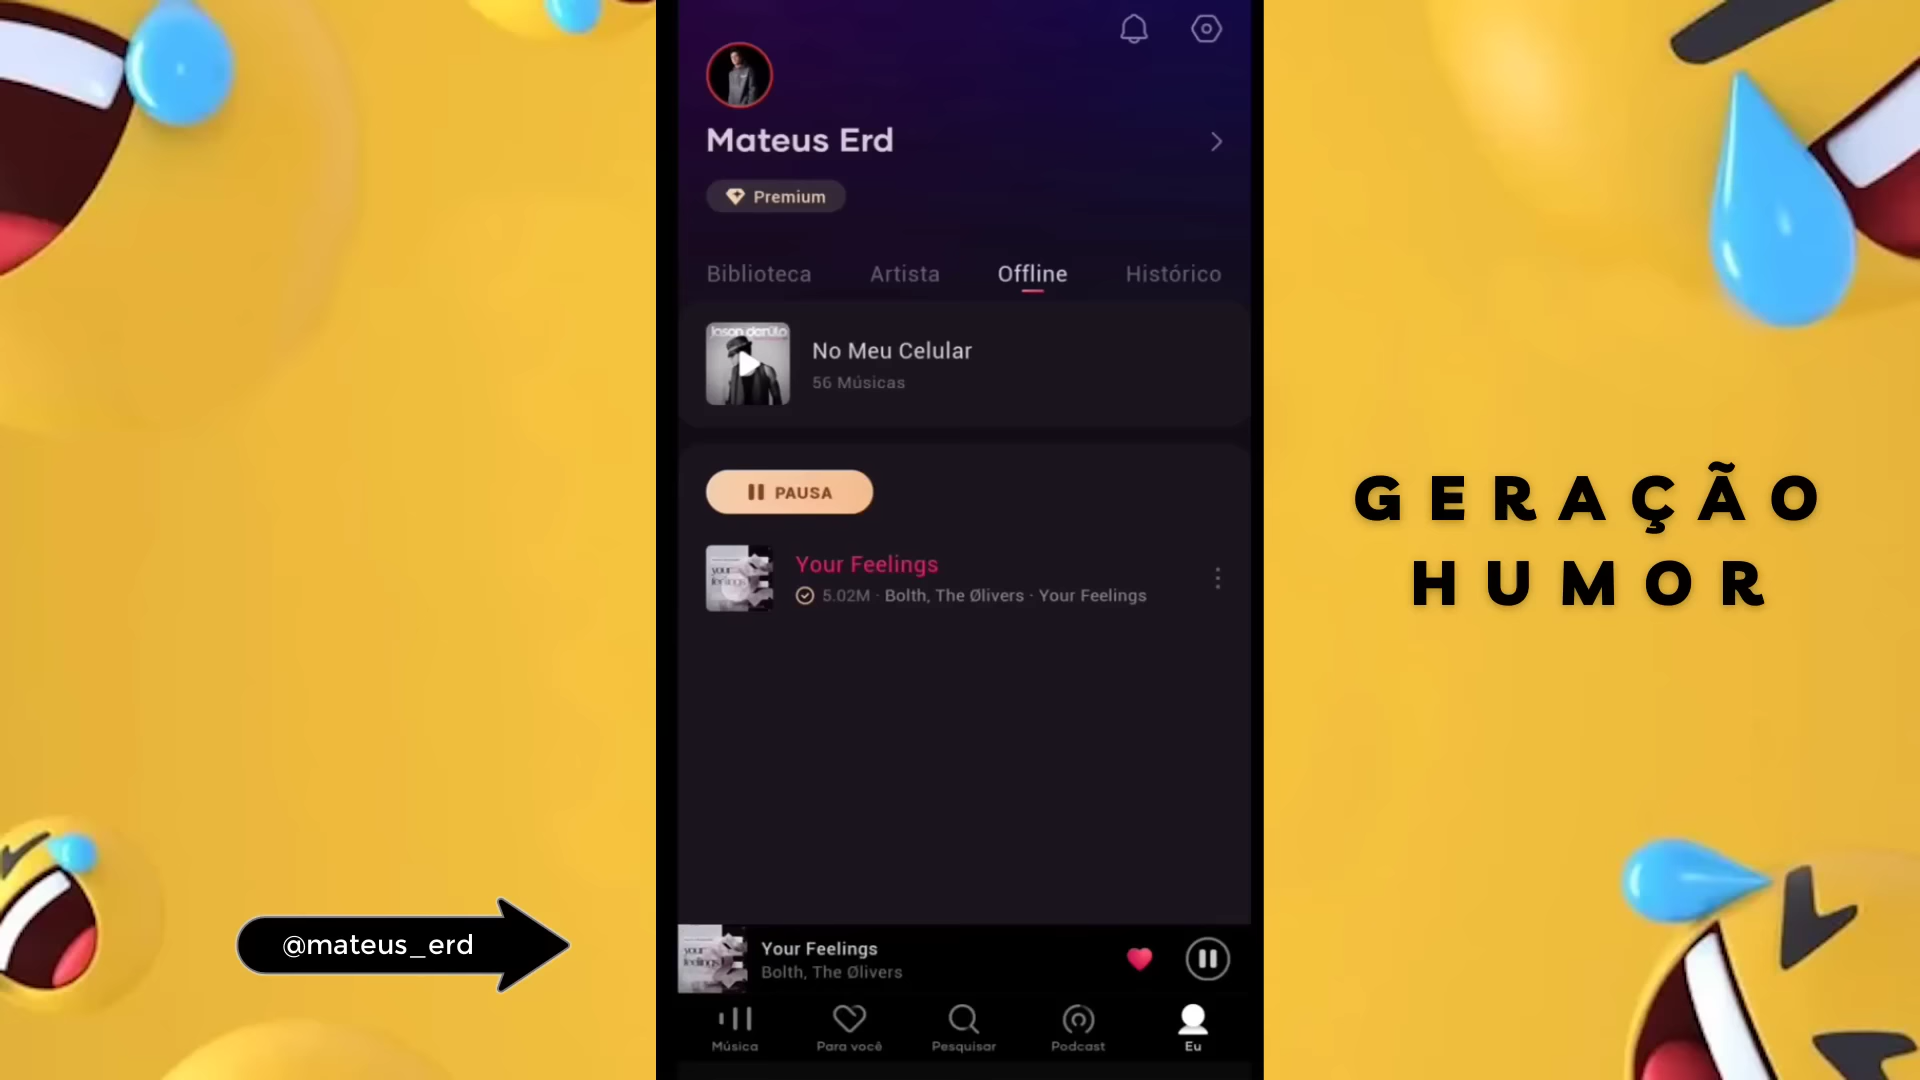 Mateus Erd
Premium
Biblioteca Artista Offline Histórico
No Meu Celular
56 Músicas
PAUSA
Your Feelings
5.02M · Bolth, The Ølivers · Your Feelings
GERAÇÃO
HUMOR
@mateus_erd
Your Feelings
Bolth, The Ølivers
Música Para você Pesquisar Podcast Eu